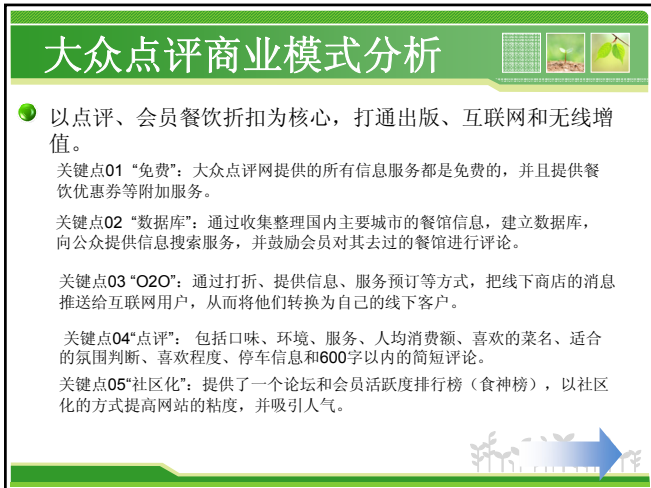 大众点评商业模式分析
以点评、会员餐饮折扣为核心，打通出版、互联网和无线增
值。
关键点01 “免费”：大众点评网提供的所有信息服务都是免费的，并且提供餐
饮优惠券等附加服务。
关键点02 “数据库”：通过收集整理国内主要城市的餐馆信息，建立数据库，
向公众提供信息搜索服务，并鼓励会员对其去过的餐馆进行评论。
关键点03 “O2O”：通过打折、提供信息、服务预订等方式，把线下商店的消息
推送给互联网用户，从而将他们转换为自己的线下客户。
关键点04“点评”： 包括口味、环境、服务、人均消费额、喜欢的菜名、适合
的氛围判断、喜欢程度、停车信息和600字以内的简短评论。
关键点05“社区化”：提供了一个论坛和会员活跃度排行榜（食神榜），以社区
化的方式提高网站的粘度，并吸引人气。